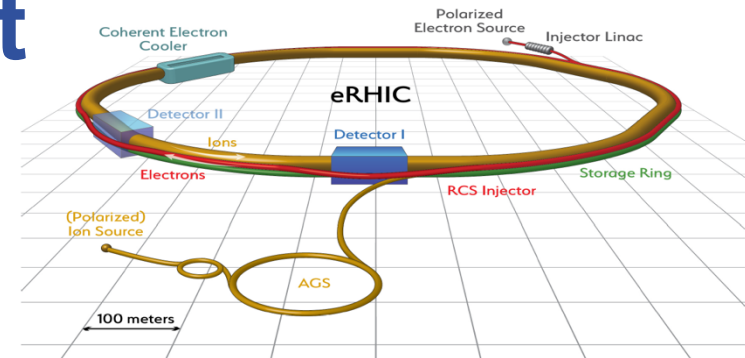 t
Polarized
Electron Source
Injector Linac
Coherent Electron
Cooler
eRHIC
Detector II
Detector I
Ions
Electrons
Storage Ring
RCS Injector
(Polarized)
Ion Source
AGS
100 meters